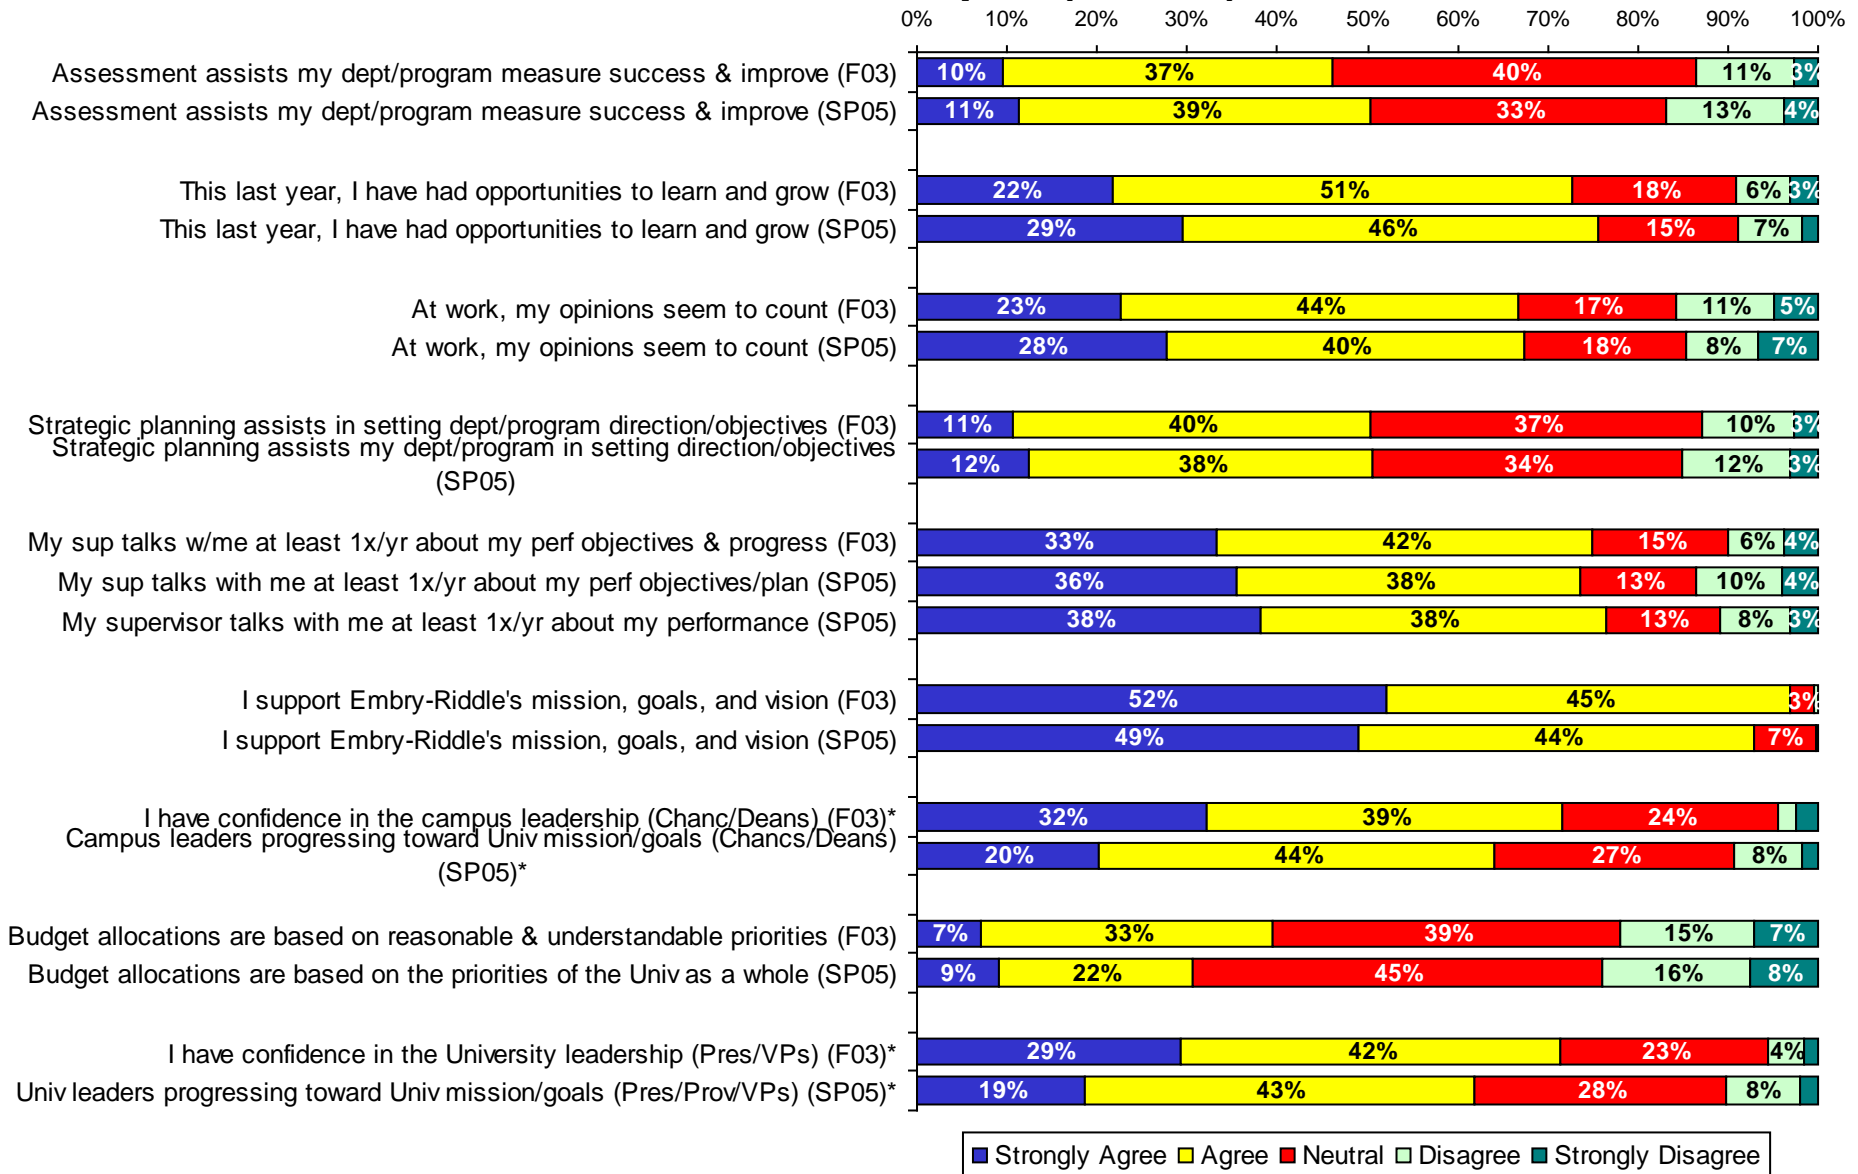 0% 10% 20% 30% 40% 50% 60% 70% 80% 90% 100%
Assessment assists my dept/program measure success & improve (F03) 10% 37% 40% 11% 3%
Assessment assists my dept/program measure success & improve (SP05) 11% 39% 33% 13% 4%
This last year, I have had opportunities to learn and grow (F03) 22% 51% 18% 6% 3%
This last year, I have had opportunities to learn and grow (SP05) 29% 46% 15% 7%
At work, my opinions seem to count (F03) 23% 44% 17% 11% 5%
At work, my opinions seem to count (SP05) 28% 40% 18% 8% 7%
Strategic planning assists in setting dept/program direction/objectives (F03) 11% 40% 37% 10% 3%
Strategic planning assists my dept/program in setting direction/objectives
(SP05) 12% 38% 34% 12% 3%
My sup talks w/me at least 1x/yr about my perf objectives & progress (F03) 33% 42% 15% 6% 4%
My sup talks with me at least 1x/yr about my perf objectives/plan (SP05) 36% 38% 13% 10% 4%
My supervisor talks with me at least 1x/yr about my performance (SP05) 38% 38% 13% 8% 3%
I support Embry-Riddle's mission, goals, and vision (F03) 52% 45% 3%
I support Embry-Riddle's mission, goals, and vision (SP05) 49% 44% 7%
I have confidence in the campus leadership (Chanc/Deans) (F03)* 32% 39% 24%
Campus leaders progressing toward Univ mission/goals (Chancs/Deans)
(SP05)* 20% 44% 27% 8%
Budget allocations are based on reasonable & understandable priorities (F03) 7% 33% 39% 15% 7%
Budget allocations are based on the priorities of the Univ as a whole (SP05) 9% 22% 45% 16% 8%
I have confidence in the University leadership (Pres/VPs) (F03)* 29% 42% 23% 4%
Univ leaders progressing toward Univ mission/goals (Pres/Prov/VPs) (SP05)* 19% 43% 28% 8%
Strongly Agree Agree Neutral Disagree Strongly Disagree